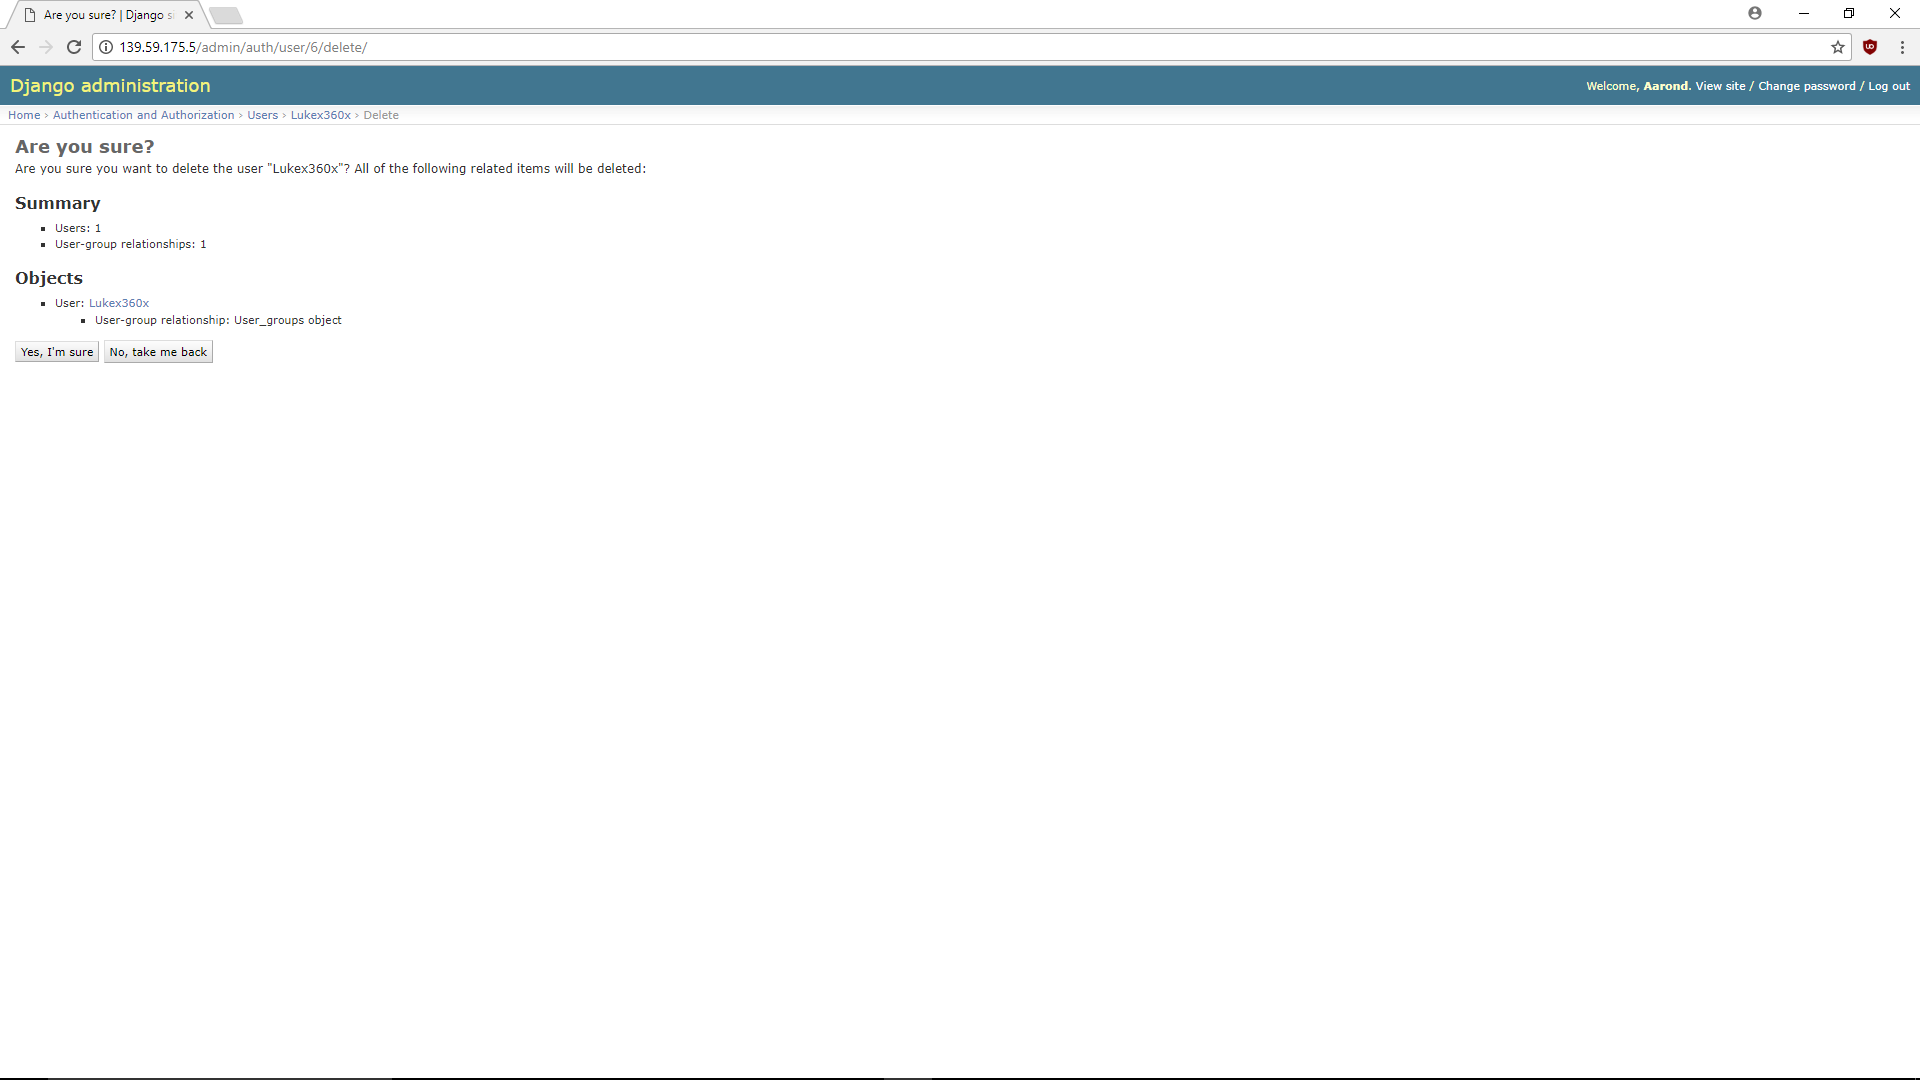 Are you sure? | Django s
139.59.175.5/admin/auth/user/6/delete/
Django administration
Welcome, Aarond. View site / Change password / Log out
Home › Authentication and Authorization › Users › Lukex360x › Delete
Are you sure?
Are you sure you want to delete the user "Lukex360x"? All of the following related items will be deleted:
Summary
Users: 1
User-group relationships: 1
Objects
User: Lukex360x
User-group relationship: User_groups object
Yes, I'm sure
No, take me back